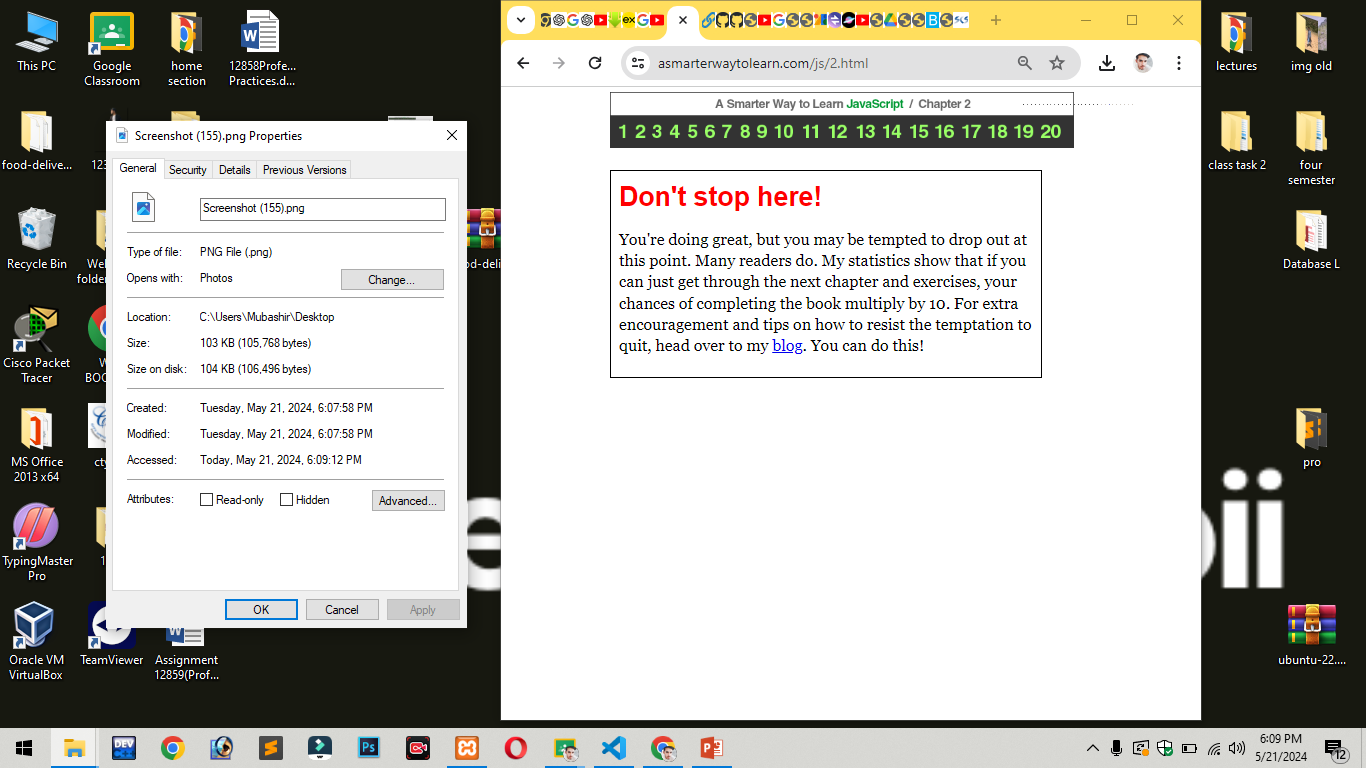 This PC
Google
Classroom
home
section
12858Profe...
Practices.d...
food-delive...
Recycle Bin
Cisco Packet
Tracer
MS Office
2013 x64
TypingMaster
Pro
Oracle VM
VirtualBox
TeamViewer
Assignment
12859(Prof...
Screenshot (155).png Properties
General
Security
Details
Previous Versions
Screenshot (155).png
Type of file:
PNG File (.png)
Opens with:
Photos
Change...
Location:
C:\Users\Mubashir\Desktop
Size:
103 KB (105,768 bytes)
Size on disk:
104 KB (106,496 bytes)
Created:
Tuesday, May 21, 2024, 6:07:58 PM
Modified:
Tuesday, May 21, 2024, 6:07:58 PM
Accessed:
Today, May 21, 2024, 6:09:12 PM
Attributes:
Read-only
Hidden
Advanced...
OK
Cancel
Apply
asmarterwaytolearn.com/js/2.html
A Smarter Way to Learn JavaScript / Chapter 2
1 2 3 4 5 6 7 8 9 10 11 12 13 14 15 16 17 18 19 20
Don't stop here!
You're doing great, but you may be tempted to drop out at
this point. Many readers do. My statistics show that if you
can just get through the next chapter and exercises, your
chances of completing the book multiply by 10. For extra
encouragement and tips on how to resist the temptation to
quit, head over to my blog. You can do this!
lectures
img old
class task 2
four
semester
Database L
pro
ubuntu-22....
DEV
Ps
6:09 PM
5/21/2024
12